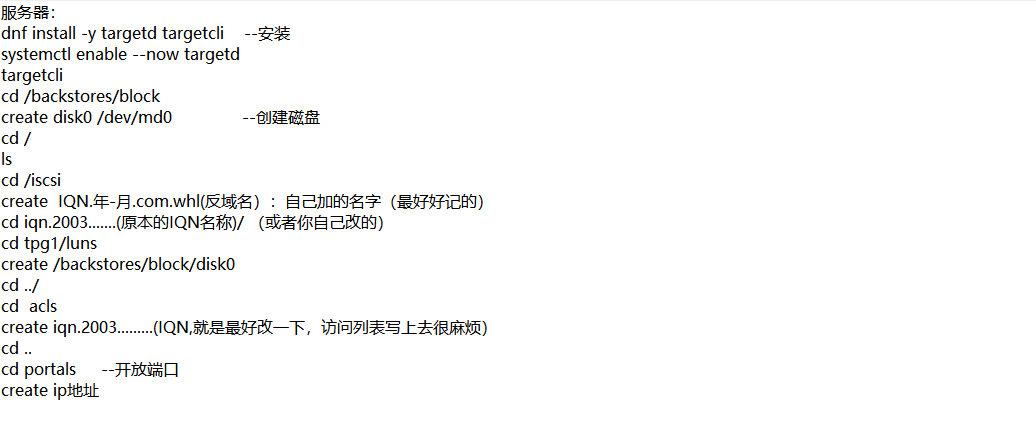 服务器：
dnf install -y targetd targetcli --安装
systemctl enable --now targetd
targetcli
cd /backstores/block
create disk0 /dev/md0 --创建磁盘
cd /
ls
cd /iscsi
create IQN.年-月.com.whl(反域名）：自己加的名字（最好好记的）
cd iqn.2003.......(原本的IQN名称)/ （或者你自己改的）
cd tpg1/luns
create /backstores/block/disk0
cd ../
cd acls
create iqn.2003.........(IQN,就是最好改一下，访问列表写上去很麻烦）
cd ..
cd portals --开放端口
create ip地址